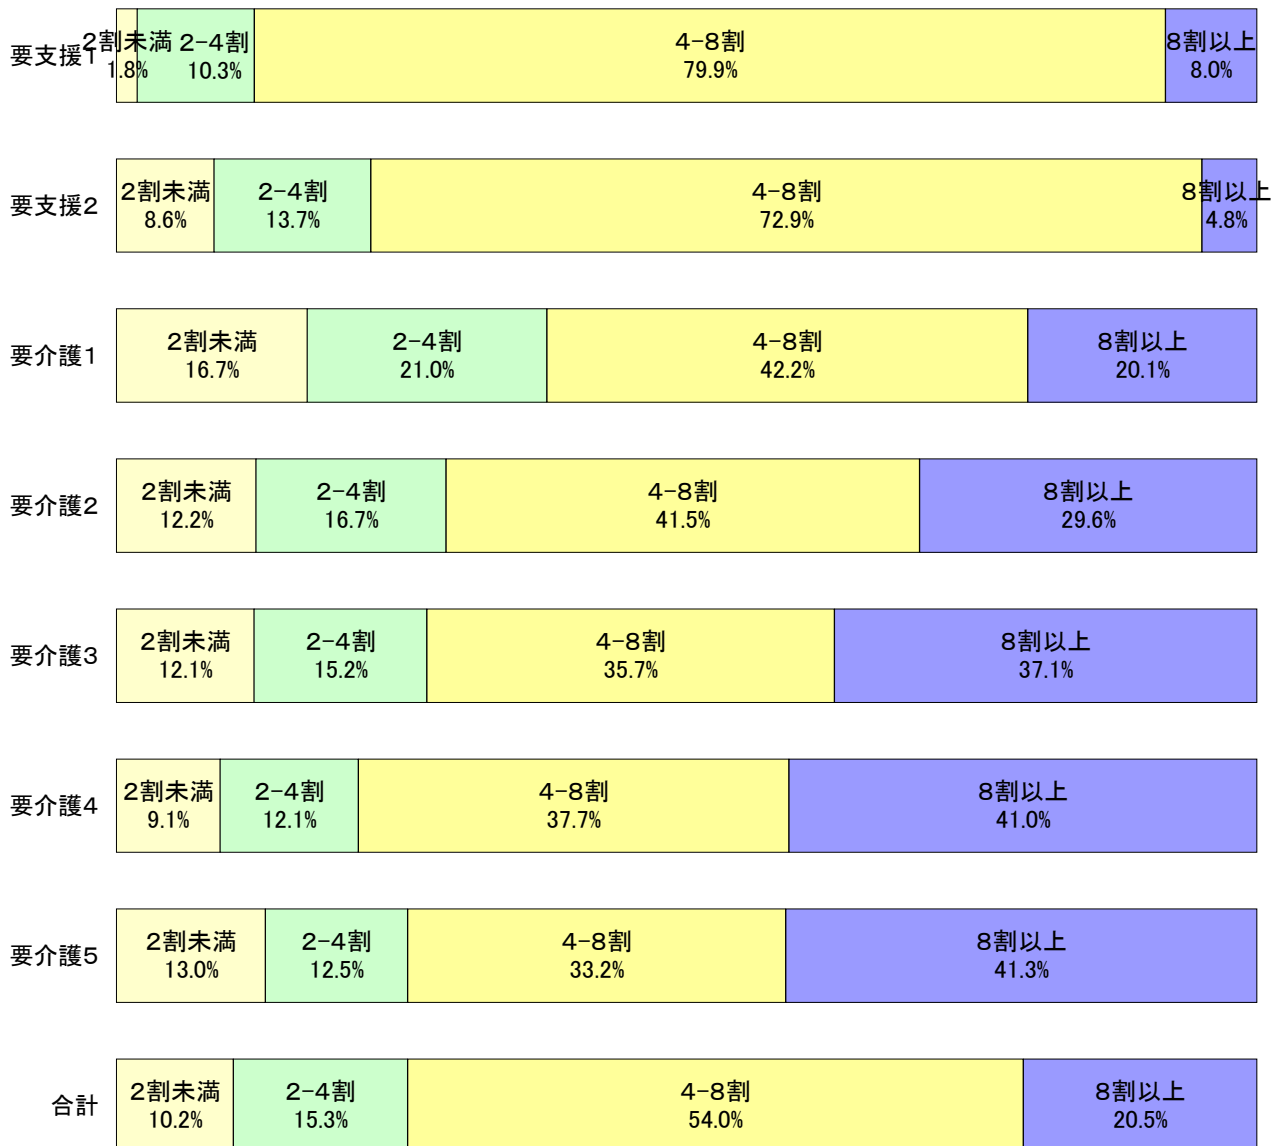 要支援1
2割未満 2-4割 4-8割 8割以上
1.8% 10.3% 79.9% 8.0%
要支援2
2割未満 2-4割 4-8割 8割以上
8.6% 13.7% 72.9% 4.8%
要介護1
2割未満 2-4割 4-8割 8割以上
16.7% 21.0% 42.2% 20.1%
要介護2
2割未満 2-4割 4-8割 8割以上
12.2% 16.7% 41.5% 29.6%
要介護3
2割未満 2-4割 4-8割 8割以上
12.1% 15.2% 35.7% 37.1%
要介護4
2割未満 2-4割 4-8割 8割以上
9.1% 12.1% 37.7% 41.0%
要介護5
2割未満 2-4割 4-8割 8割以上
13.0% 12.5% 33.2% 41.3%
合計
2割未満 2-4割 4-8割 8割以上
10.2% 15.3% 54.0% 20.5%